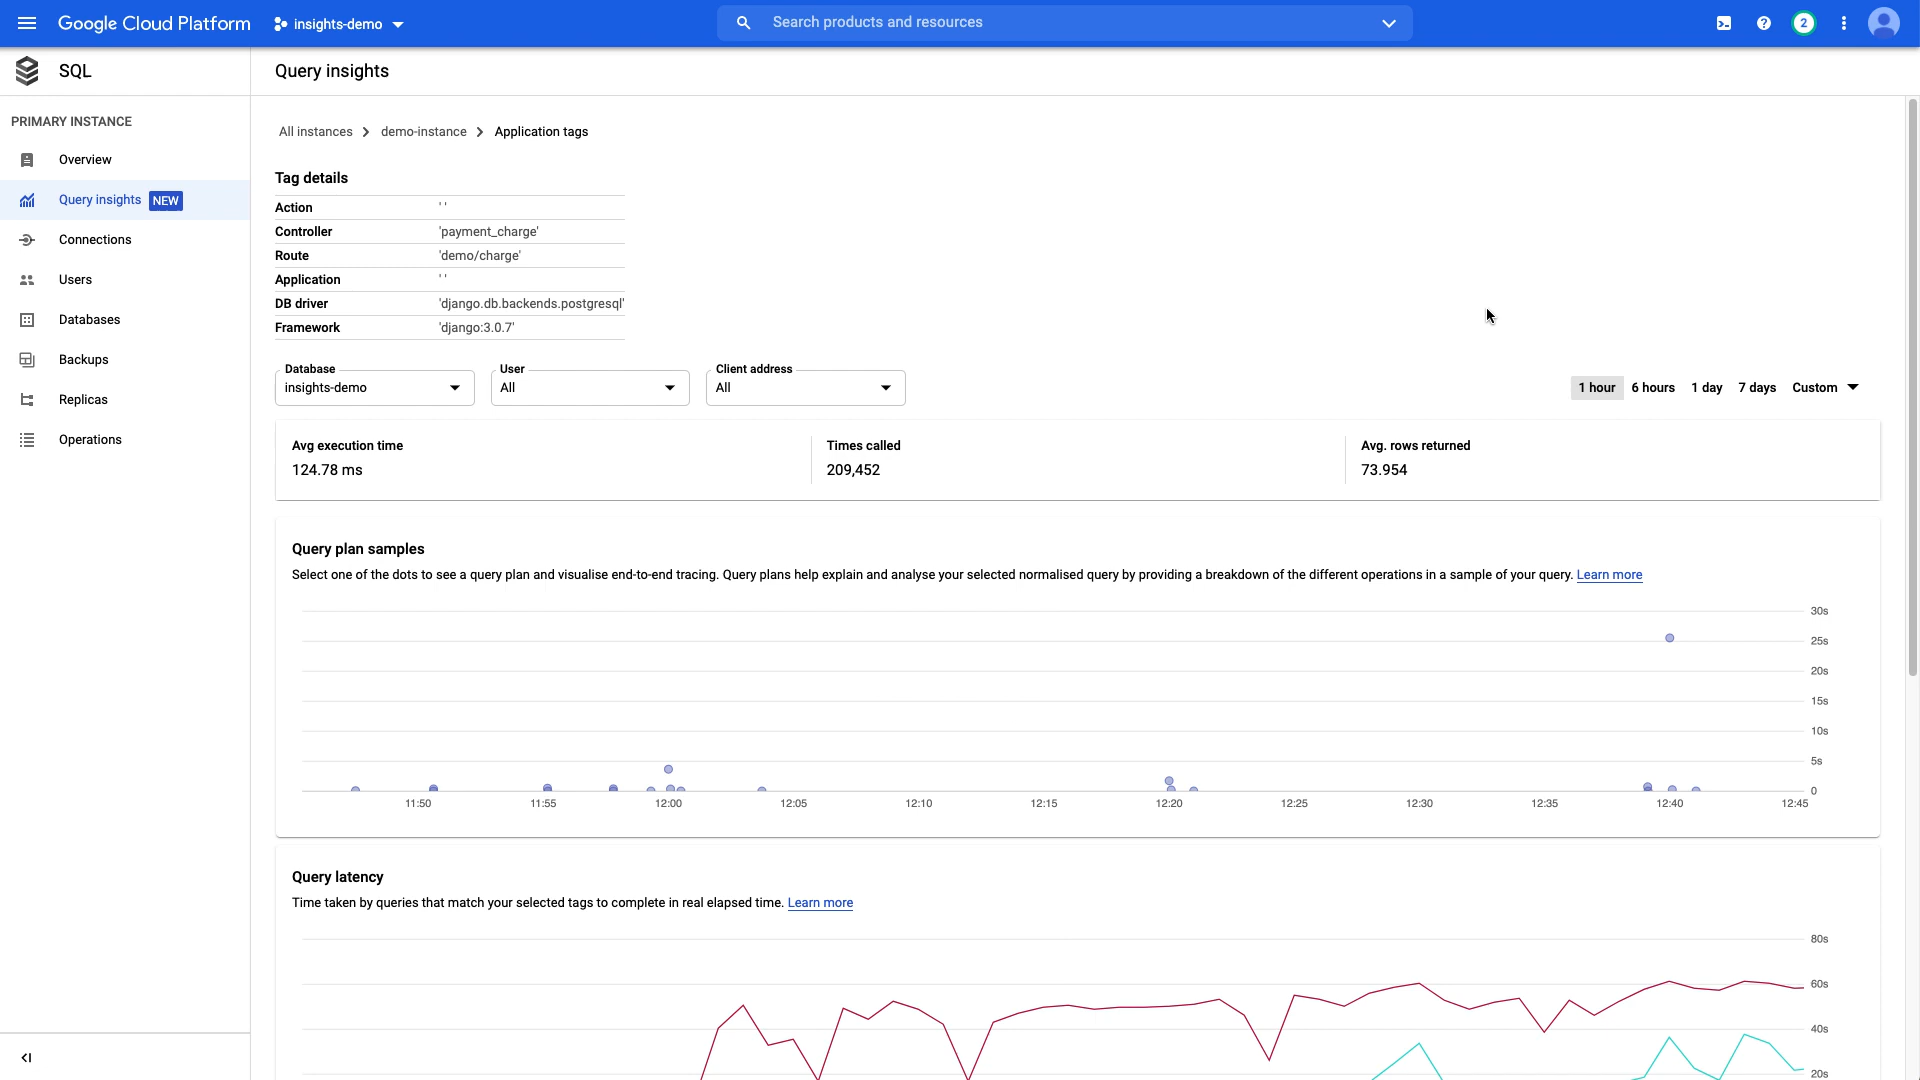 Google Cloud Platform
insights-demo
Search products and resources
2
SQL
Query insights
PRIMARY INSTANCE
Overview
Query insights NEW
Connections
Users
Databases
Backups
Replicas
Operations
All instances demo-instance Application tags
Tag details
Action ' '
Controller 'payment_charge'
Route 'demo/charge'
Application ' '
DB driver 'django.db.backends.postgresql'
Framework 'django:3.0.7'
Database User Client address
insights-demo All All
1 hour 6 hours 1 day 7 days Custom
Avg execution time Times called Avg. rows returned
124.78 ms 209,452 73.954
Query plan samples
Select one of the dots to see a query plan and visualise end-to-end tracing. Query plans help explain and analyse your selected normalised query by providing a breakdown of the different operations in a sample of your query. Learn more
30s
25s
20s
15s
10s
5s
0
11:50 11:55 12:00 12:05 12:10 12:15 12:20 12:25 12:30 12:35 12:40 12:45
Query latency
Time taken by queries that match your selected tags to complete in real elapsed time. Learn more
80s
60s
40s
20s